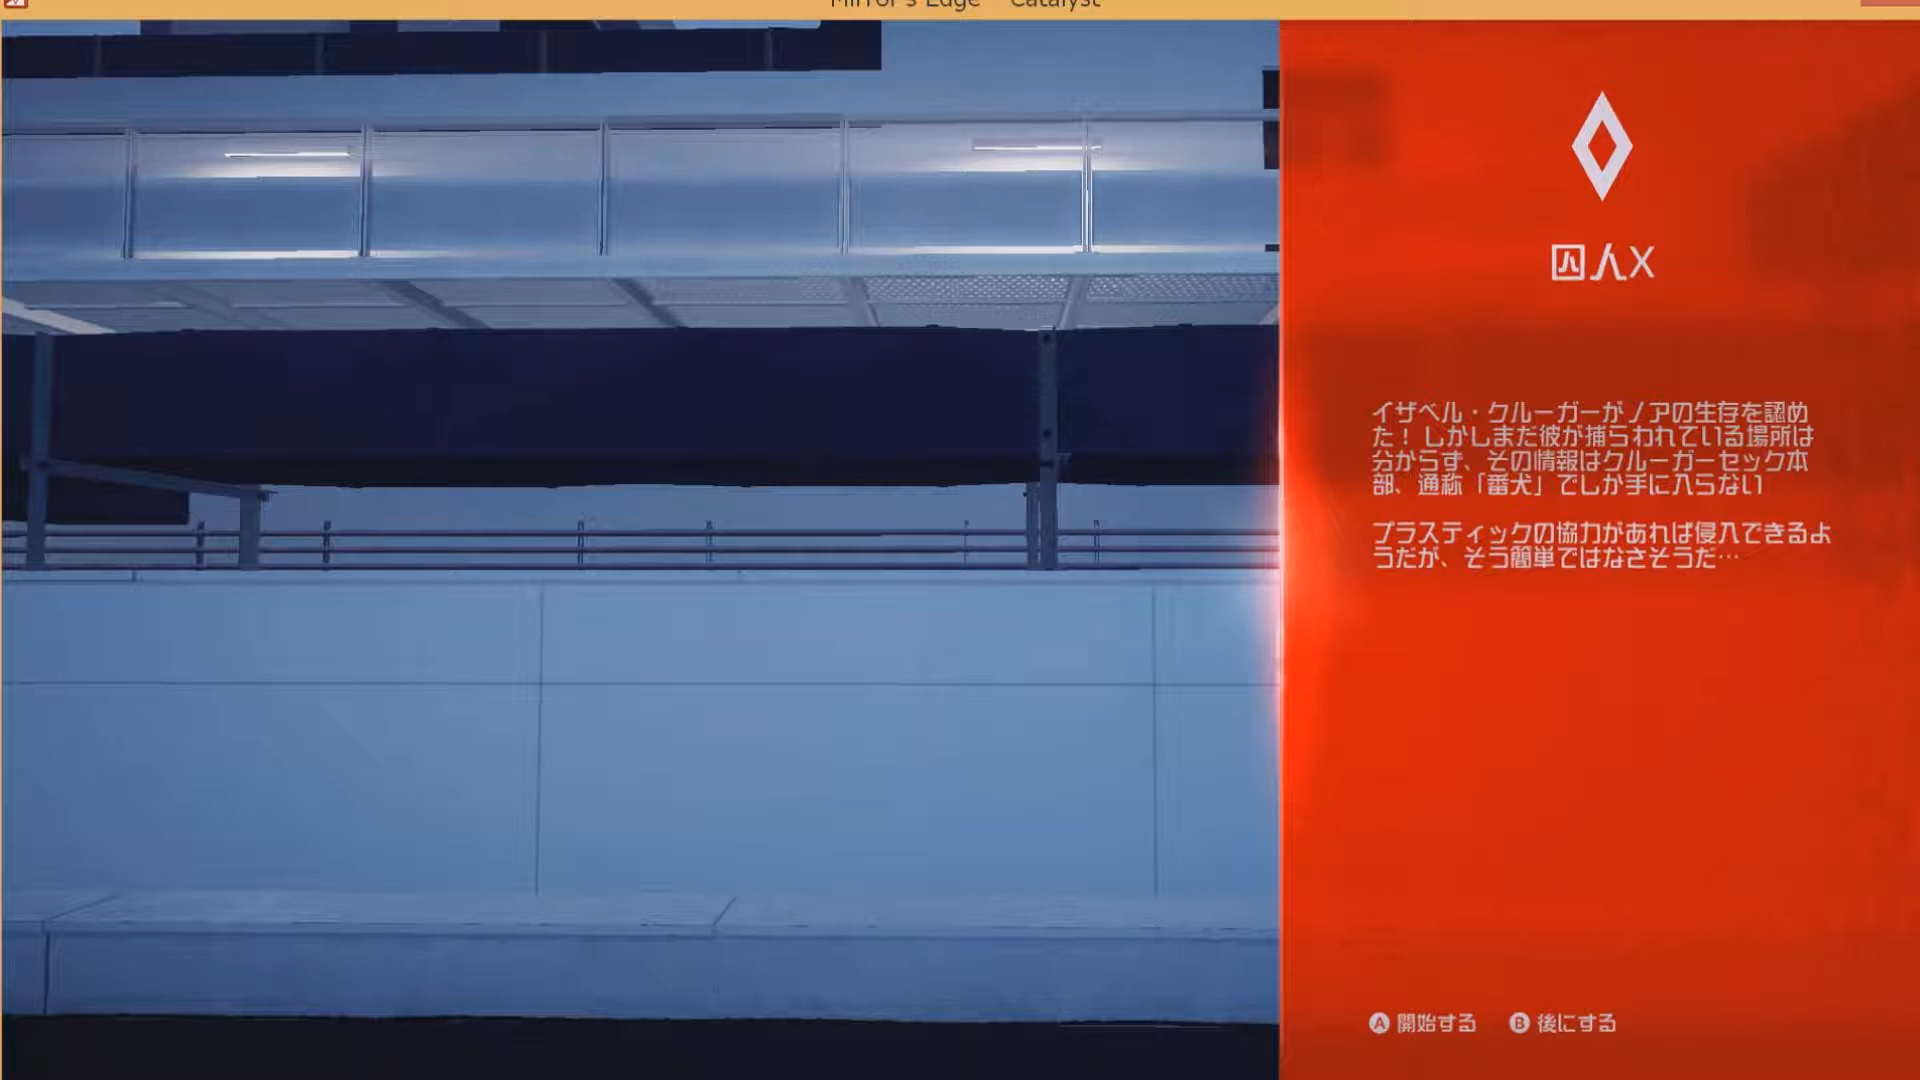 Mirror's Edge™ Catalyst
囚人X
イザベル・クルーガーがノアの生存を認め
た！しかしまだ彼が捕らわれている場所は
分からず、その情報はクルーガーセック本
部、通称「番犬」でしか手に入らない
プラスティックの協力があれば侵入できるよ
うだが、そう簡単ではなさそうだ…
A 開始する B 後にする